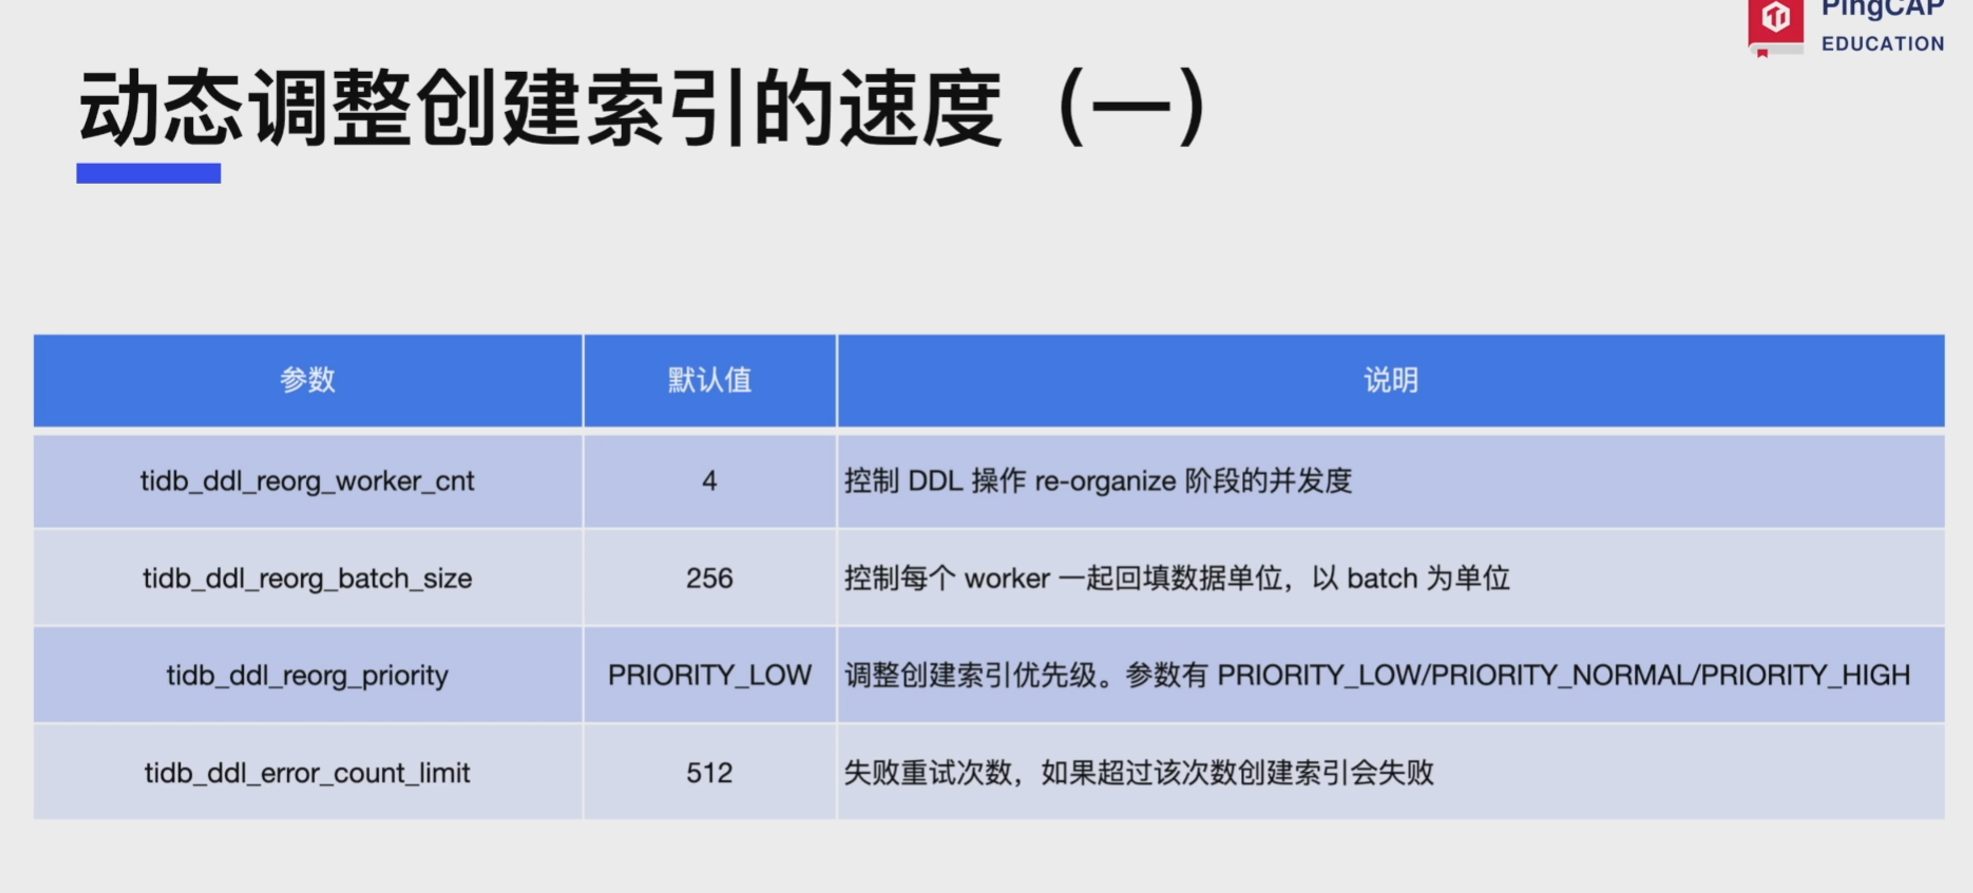 PingCAP
EDUCATION
动态调整创建索引的速度（一）
参数 默认值 说明
tidb_ddl_reorg_worker_cnt 4 控制 DDL 操作 re-organize 阶段的并发度
tidb_ddl_reorg_batch_size 256 控制每个 worker 一起回填数据单位，以 batch 为单位
tidb_ddl_reorg_priority PRIORITY_LOW 调整创建索引优先级。参数有 PRIORITY_LOW/PRIORITY_NORMAL/PRIORITY_HIGH
tidb_ddl_error_count_limit 512 失败重试次数，如果超过该次数创建索引会失败